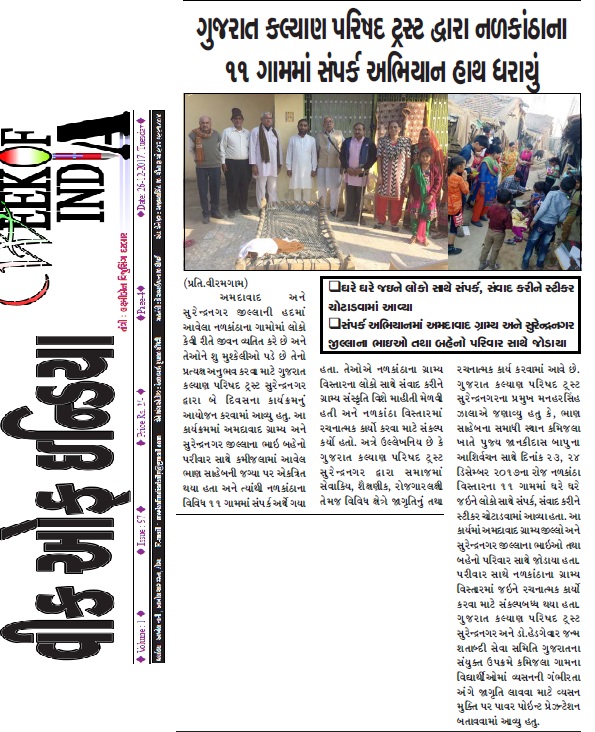 ગુજરાત કલ્યાણ પરિષદ ટ્રસ્ટ દ્વારા નળકાંઠાના
૧૧ ગામમાં સંપર્ક અભિયાન હાથ ધરાયું
WEEK OF
INDIA
વીક ઓફ ઇન્ડિયા
Volume: 1
Issue : 97
Price Rs. 1/-
Page-4
Date: 26-12-2017, Tuesday
(પ્રતિ.વીરમગામ)
અમદાવાદ અને
સુરેન્દ્રનગર જીલ્લાની હદમાં
આવેલા નળકાંઠાના ગામોમાં લોકો
કેવી રીતે જીવન વ્યતિત કરે છે અને
તેઓને શુ મુશ્કેલીઓ પડે છે તેનો
પ્રત્યક્ષ અનુભવ કરવા માટે ગુજરાત
કલ્યાણ પરિષદ ટ્રસ્ટ સુરેન્દ્રનગર
દ્વારા બે દિવસના કાર્યક્રમનું
આયોજન કરવામાં આવ્યુ હતુ. આ
કાર્યક્રમમાં અમદાવાદ ગ્રામ્ય અને
સુરેન્દ્રનગર જીલ્લાના ભાઇ બહેનો
પરીવાર સાથે કમીજલામાં આવેલ
ભાણ સાહેબની જગ્યા પર એકત્રિત
થયા હતા અને ત્યાંથી નળકાંઠાના
વિવિધ ૧૧ ગામમાં સંપર્ક અર્થે ગયા
❑ઘરે ઘરે જઇને લોકો સાથે સંપર્ક, સંવાદ કરીને સ્ટીકર
ચોટાડવામાં આવ્યા
❑સંપર્ક અભિયાનમાં અમદાવાદ ગ્રામ્ય અને સુરેન્દ્રનગર
જીલ્લાના ભાઇઓ તથા બહેનો પરિવાર સાથે જોડાયા
હતા. તેઓએ નળકાંઠાના ગ્રામ્ય
વિસ્તારના લોકો સાથે સંવાદ કરીને
ગ્રામ્ય સંસ્કૃતિ વિશે માહીતી મેળવી
હતી અને નળકાંઠા વિસ્તારમાં
રચનાત્મક કાર્યો કરવા માટે સંકલ્પ
કર્યો હતો. અત્રે ઉલ્લેખનિય છે કે
ગુજરાત કલ્યાણ પરિષદ ટ્રસ્ટ
સુરેન્દ્રનગર દ્વારા સમાજમાં
સેવાકિય, શૈક્ષણીક, રોજગારલક્ષી
તેમજ વિવિધ ક્ષેત્રે જાગૃતિનું તથા
રચનાત્મક કાર્ય કરવામાં આવે છે.
ગુજરાત કલ્યાણ પરિષદ ટ્રસ્ટ
સુરેન્દ્રનગરના પ્રમુખ મનહરસિંહ
ઝાલાએ જણાવ્યુ હતુ કે, ભાણ
સાહેબના સમાધી સ્થાન કમિજલા
ખાતે પુજ્ય જાનકીદાસ બાપુના
આશિર્વચન સાથે દિનાંક ૨૩, ૨૪
ડિસેમ્બર ૨૦૧૭ના રોજ નળકાંઠા
વિસ્તારના ૧૧ ગામમાં ઘરે ઘરે
જઇને લોકો સાથે સંપર્ક, સંવાદ કરીને
સ્ટીકર ચોટાડવામાં આવ્યા હતા. આ
કાર્યમાં અમદાવાદ ગ્રામ્ય જીલ્લો અને
સુરેન્દ્રનગર જીલ્લાના ભાઇઓ તથા
બહેનો પરિવાર સાથે જોડાયા હતા.
પરીવાર સાથે નળકાંઠાના ગ્રામ્ય
વિસ્તારમાં જઇને રચનાત્મક કાર્યો
કરવા માટે સંકલ્પબધ્ધ થયા હતા.
ગુજરાત કલ્યાણ પરિષદ ટ્રસ્ટ
સુરેન્દ્રનગર અને ડો.હેડગેવાર જન્મ
શતાબ્દી સેવા સમિતિ ગુજરાતના
સંયુક્ત ઉપક્રમે કમિજલા ગામના
વિદ્યાર્થીઓમાં વ્યસનની ગંભીરતા
અંગે જાગૃતિ લાવવા માટે વ્યસન
મુક્તિ પર પાવર પોઇન્ટ પ્રેઝન્ટેશન
બતાવવામાં આવ્યુ હતુ.